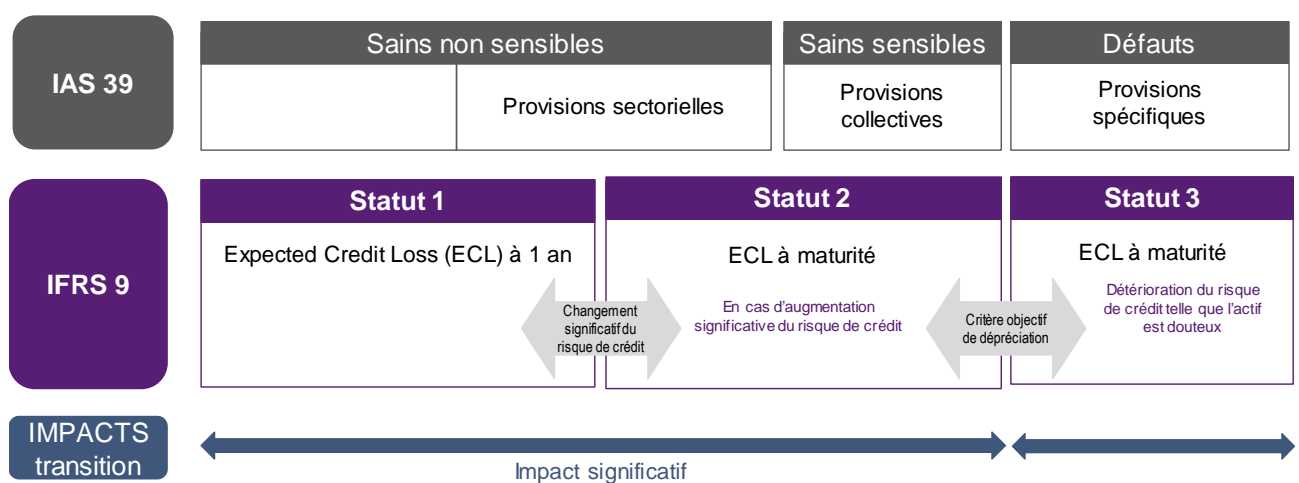 IAS 39
Sains non sensibles
Sains sensibles
Défauts
Provisions sectorielles
Provisions
collectives
Provisions
spécifiques
IFRS 9
Statut 1
Statut 2
Statut 3
Expected Credit Loss (ECL) à 1 an
ECL à maturité
ECL à maturité
Changement
significatif du
risque de crédit
En cas d'augmentation
significative du risque de crédit
Critère objectif
de dépréciation
Détérioration du risque
de crédit telle que l'actif
est douteux
IMPACTS
transition
Impact significatif